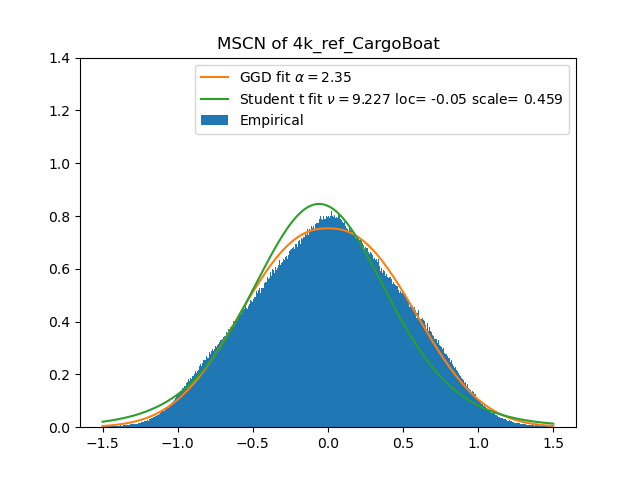 MSCN of 4k_ref_CargoBoat
GGD fit α = 2.35
Student t fit ν = 9.227 loc= -0.05 scale= 0.459
Empirical
1.4
1.2
1.0
0.8
0.6
0.4
0.2
0.0
−1.5 −1.0 −0.5 0.0 0.5 1.0 1.5